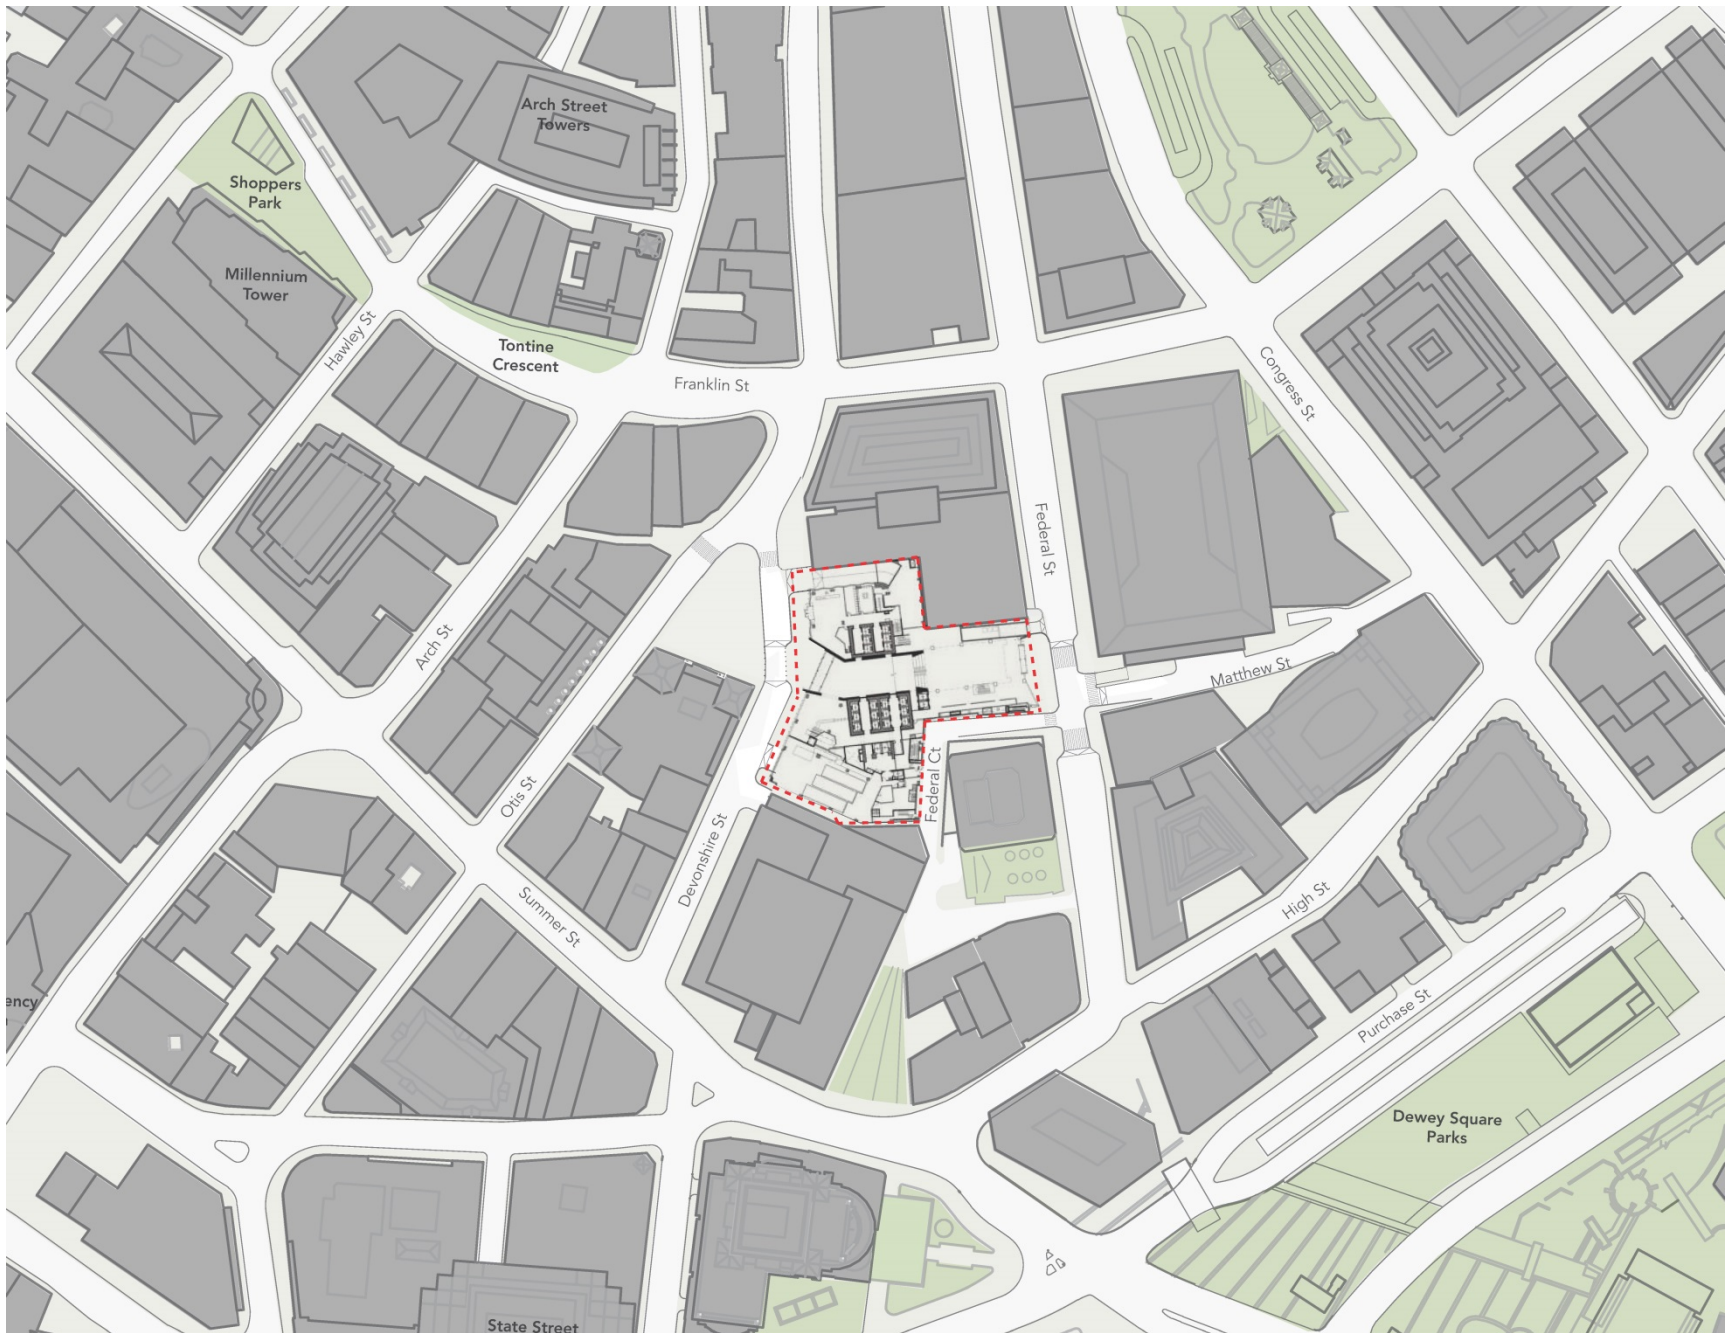 Arch Street
Towers
Shoppers
Park
Millennium
Tower
Hawley St
Tontine
Crescent
Franklin St
Congress St
Federal St
Arch St
Matthew St
Otis St
Federal Ct
Devonshire St
Summer St
High St
ency
Purchase St
Dewey Square
Parks
State Street